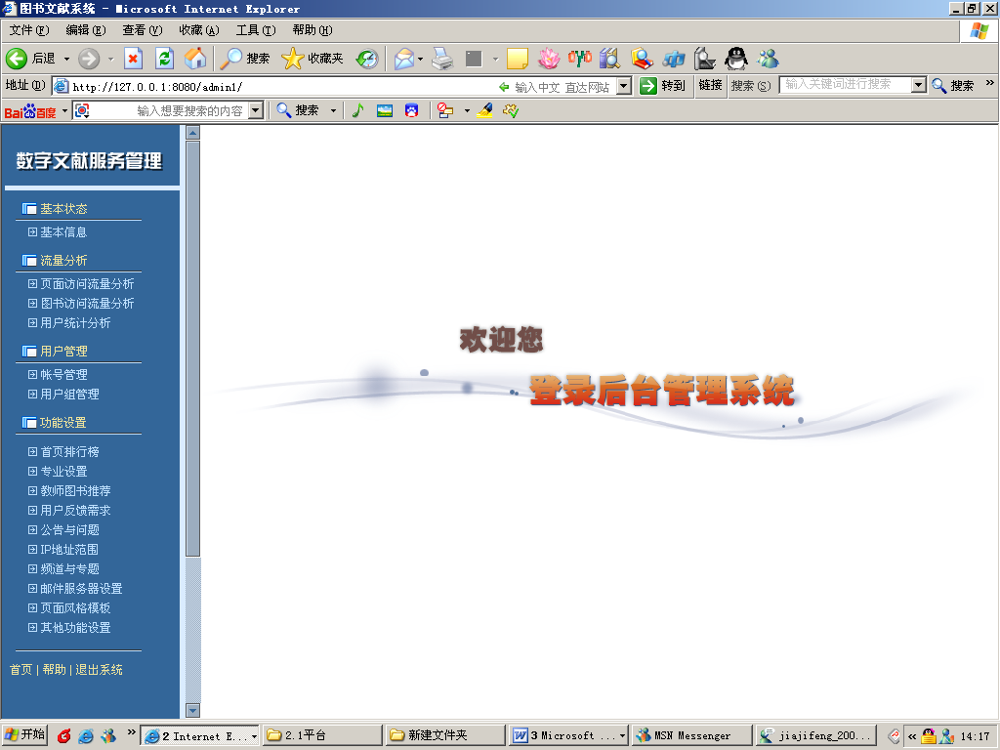 图书文献系统 - Microsoft Internet Explorer
文件(F) 编辑(E) 查看(V) 收藏(A) 工具(T) 帮助(H)
后退 搜索 收藏夹
地址(D) http://127.0.0.1:8080/admin1/ 输入中文 直达网站 转到 链接 搜索(S) 输入关键词进行搜索 搜索 »
Bai百度 输入想要搜索的内容 搜索
数字文献服务管理
基本状态
基本信息
流量分析
页面访问流量分析
图书访问流量分析
用户统计分析
用户管理
帐号管理
用户组管理
功能设置
首页排行榜
专业设置
教师图书推荐
用户反馈需求
公告与问题
IP地址范围
频道与专题
邮件服务器设置
页面风格模板
其他功能设置
首页 | 帮助 | 退出系统
欢迎您
登录后台管理系统
开始 » 2 Internet E... 2.1平台 新建文件夹 3 Microsoft ... MSN Messenger jiajifeng_200... « 14:17